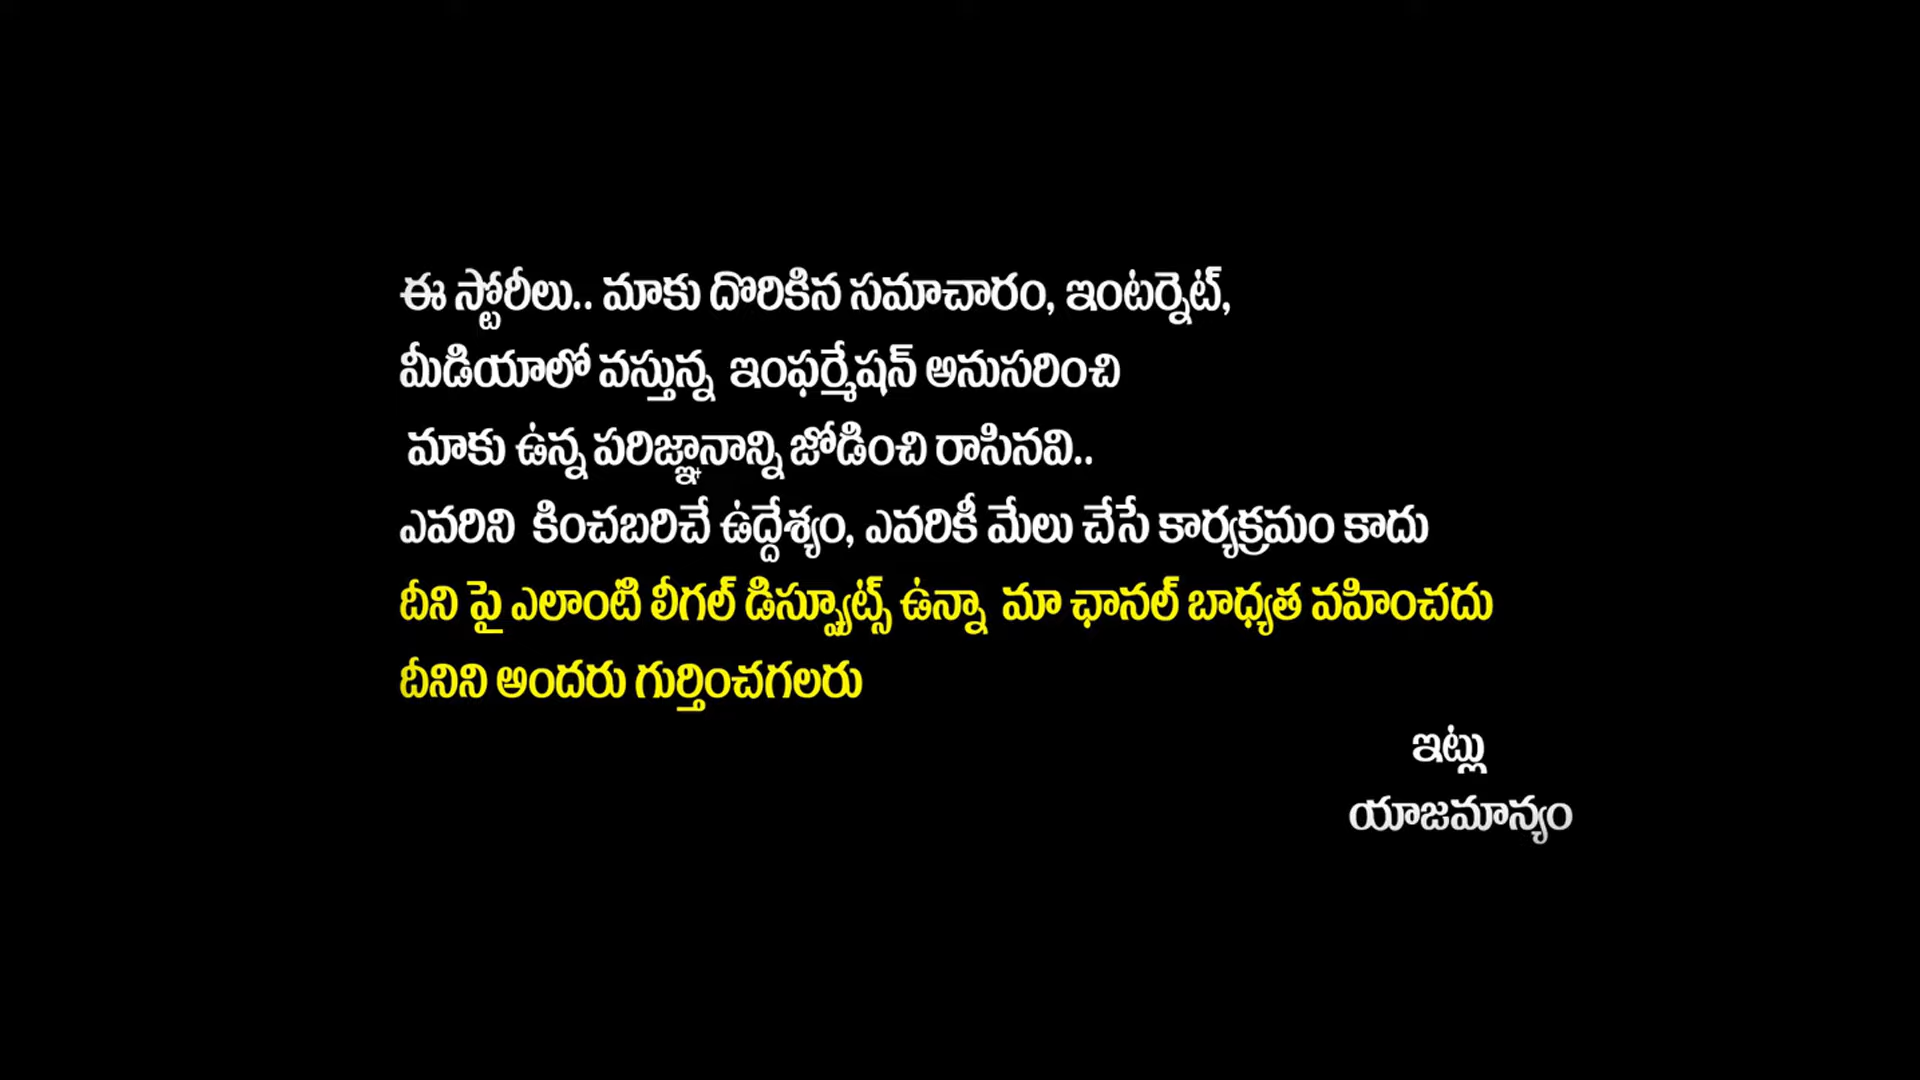 ఈ స్టోరీలు.. మాకు దొరికిన సమాచారం, ఇంటర్నెట్,
మీడియాలో వస్తున్న ఇంఫర్మేషన్ అనుసరించి
మాకు ఉన్న పరిజ్ఞానాన్ని జోడించి రాసినవి..
ఎవరిని కించబరిచే ఉద్దేశ్యం, ఎవరికీ మేలు చేసే కార్యక్రమం కాదు
దీని పై ఎలాంటి లీగల్ డిస్ప్యూట్స్ ఉన్నా మా ఛానల్ బాధ్యత వహించదు
దీనిని అందరు గుర్తించగలరు
ఇట్లు
యాజమాన్యం